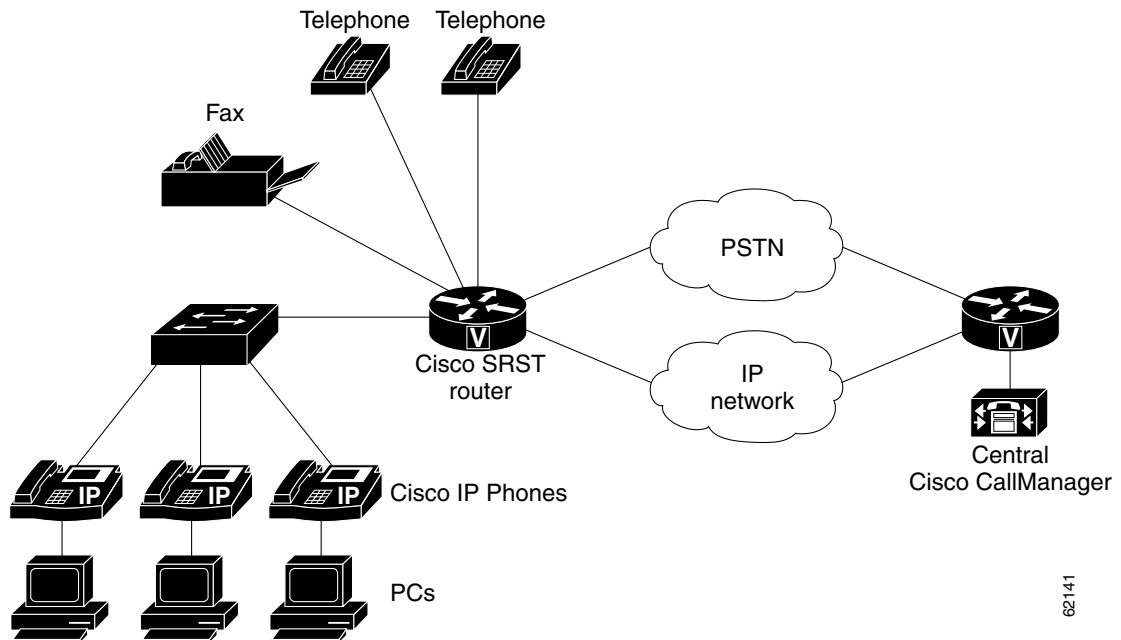 Telephone Telephone
Fax
PSTN
V
V
Cisco SRST
router
IP
network
Central
Cisco CallManager
IP IP IP
Cisco IP Phones
PCs
62141